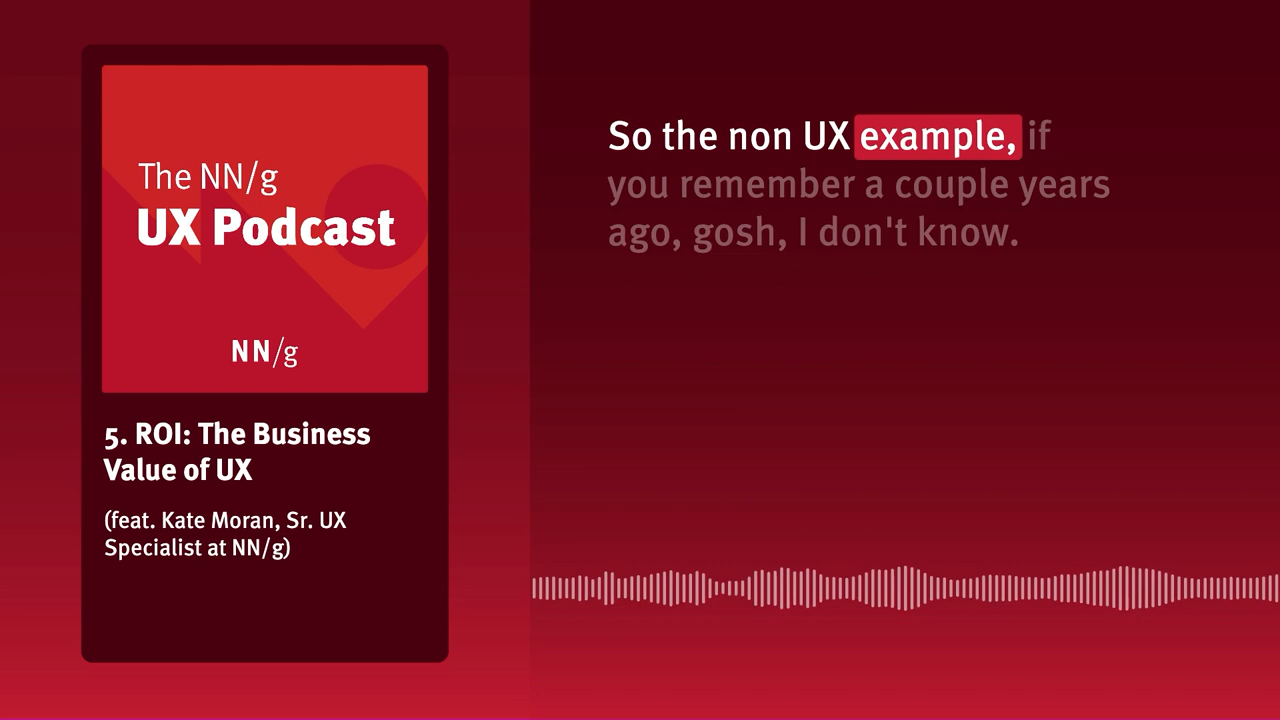 The NN/g
UX Podcast
NN/g
5. ROI: The Business
Value of UX
(feat. Kate Moran, Sr. UX
Specialist at NN/g)
So the non UX example, if
you remember a couple years
ago, gosh, I don't know.